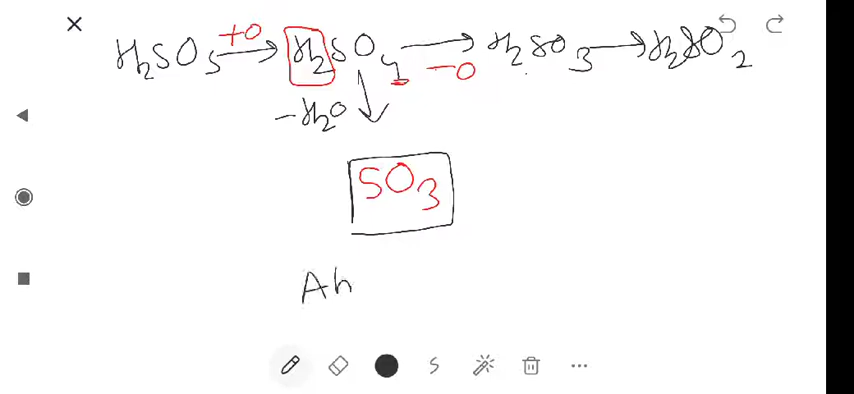 H₂SO₅ +O → H₂SO₄ → −O H₂SO₃ → H₂SO₂
−H₂O ↓
SO₃
Ah